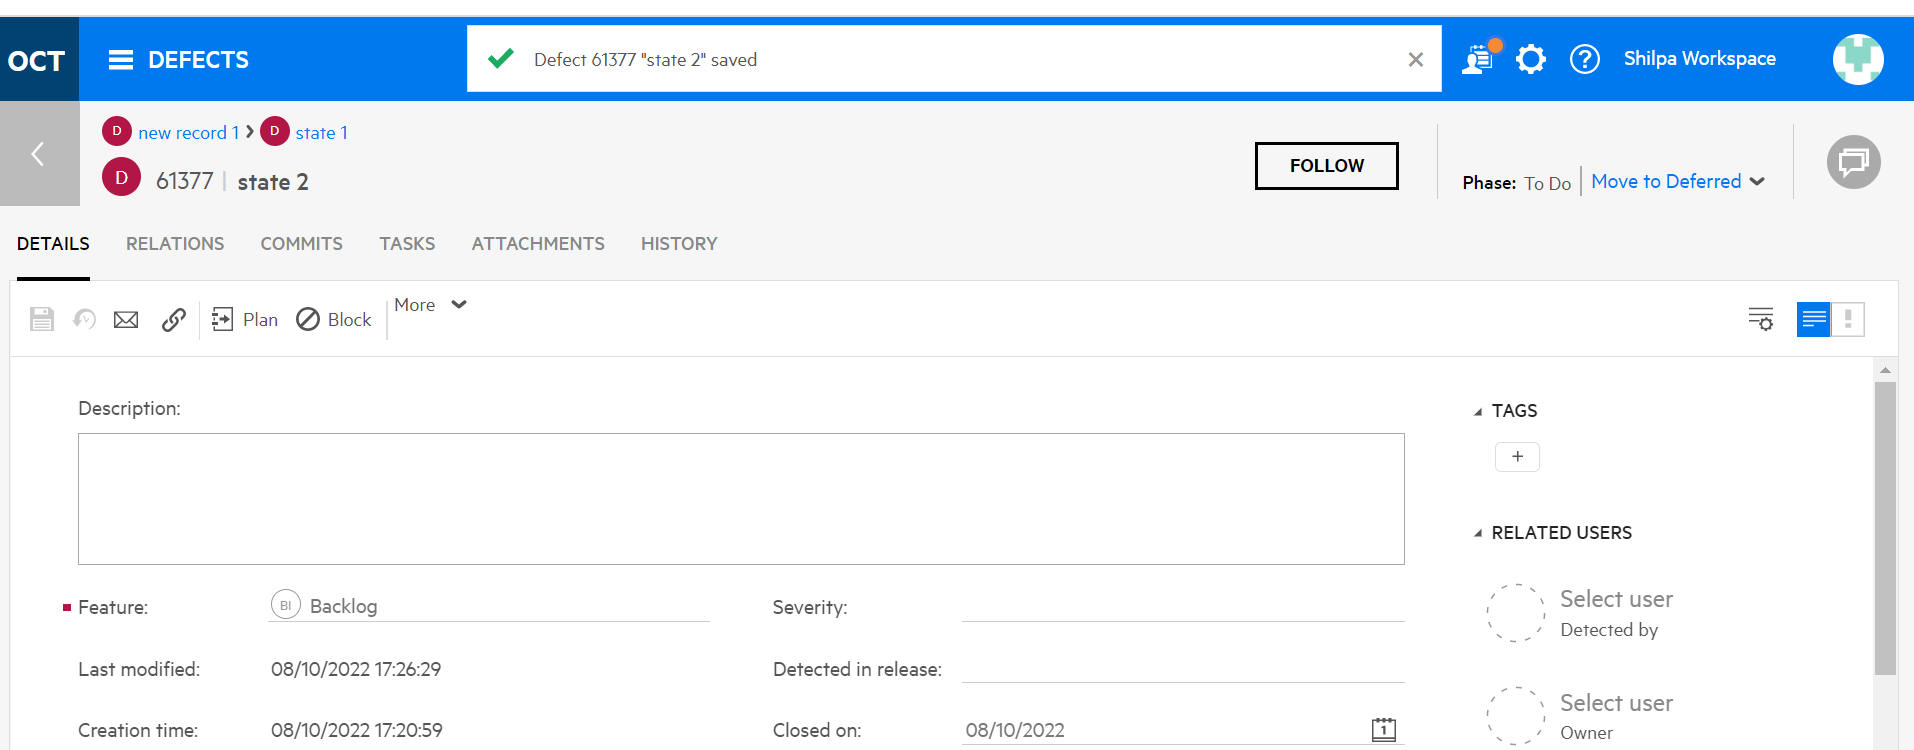 OCT
DEFECTS
Defect 61377 "state 2" saved
Shilpa Workspace
D new record 1 > D state 1
D 61377 | state 2
FOLLOW
Phase: To Do
Move to Deferred
DETAILS RELATIONS COMMITS TASKS ATTACHMENTS HISTORY
Plan Block More
Description:
TAGS
+
RELATED USERS
Feature: BI Backlog
Severity:
Select user
Detected by
Last modified: 08/10/2022 17:26:29
Detected in release:
Select user
Owner
Creation time: 08/10/2022 17:20:59
Closed on: 08/10/2022 1